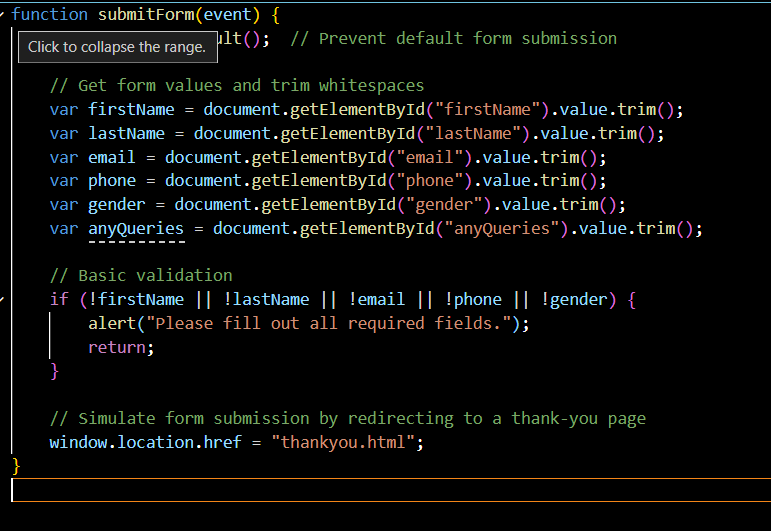 function submitForm(event) {
Click to collapse the range. ult();  // Prevent default form submission
// Get form values and trim whitespaces
var firstName = document.getElementById("firstName").value.trim();
var lastName = document.getElementById("lastName").value.trim();
var email = document.getElementById("email").value.trim();
var phone = document.getElementById("phone").value.trim();
var gender = document.getElementById("gender").value.trim();
var anyQueries = document.getElementById("anyQueries").value.trim();
// Basic validation
if (!firstName || !lastName || !email || !phone || !gender) {
alert("Please fill out all required fields.");
return;
}
// Simulate form submission by redirecting to a thank-you page
window.location.href = "thankyou.html";
}